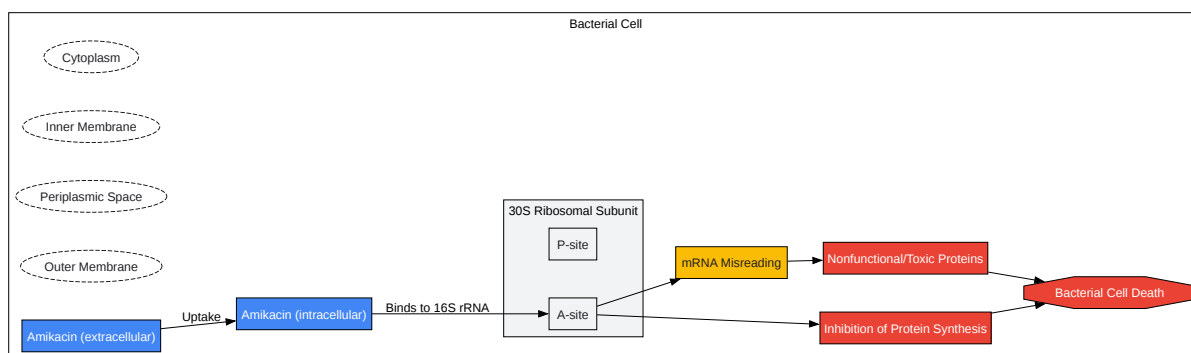 Bacterial Cell
Cytoplasm
Inner Membrane
Periplasmic Space
Outer Membrane
Amikacin (extracellular)
Uptake
Amikacin (intracellular)
Binds to 16S rRNA
30S Ribosomal Subunit
P-site
A-site
mRNA Misreading
Nonfunctional/Toxic Proteins
Inhibition of Protein Synthesis
Bacterial Cell Death